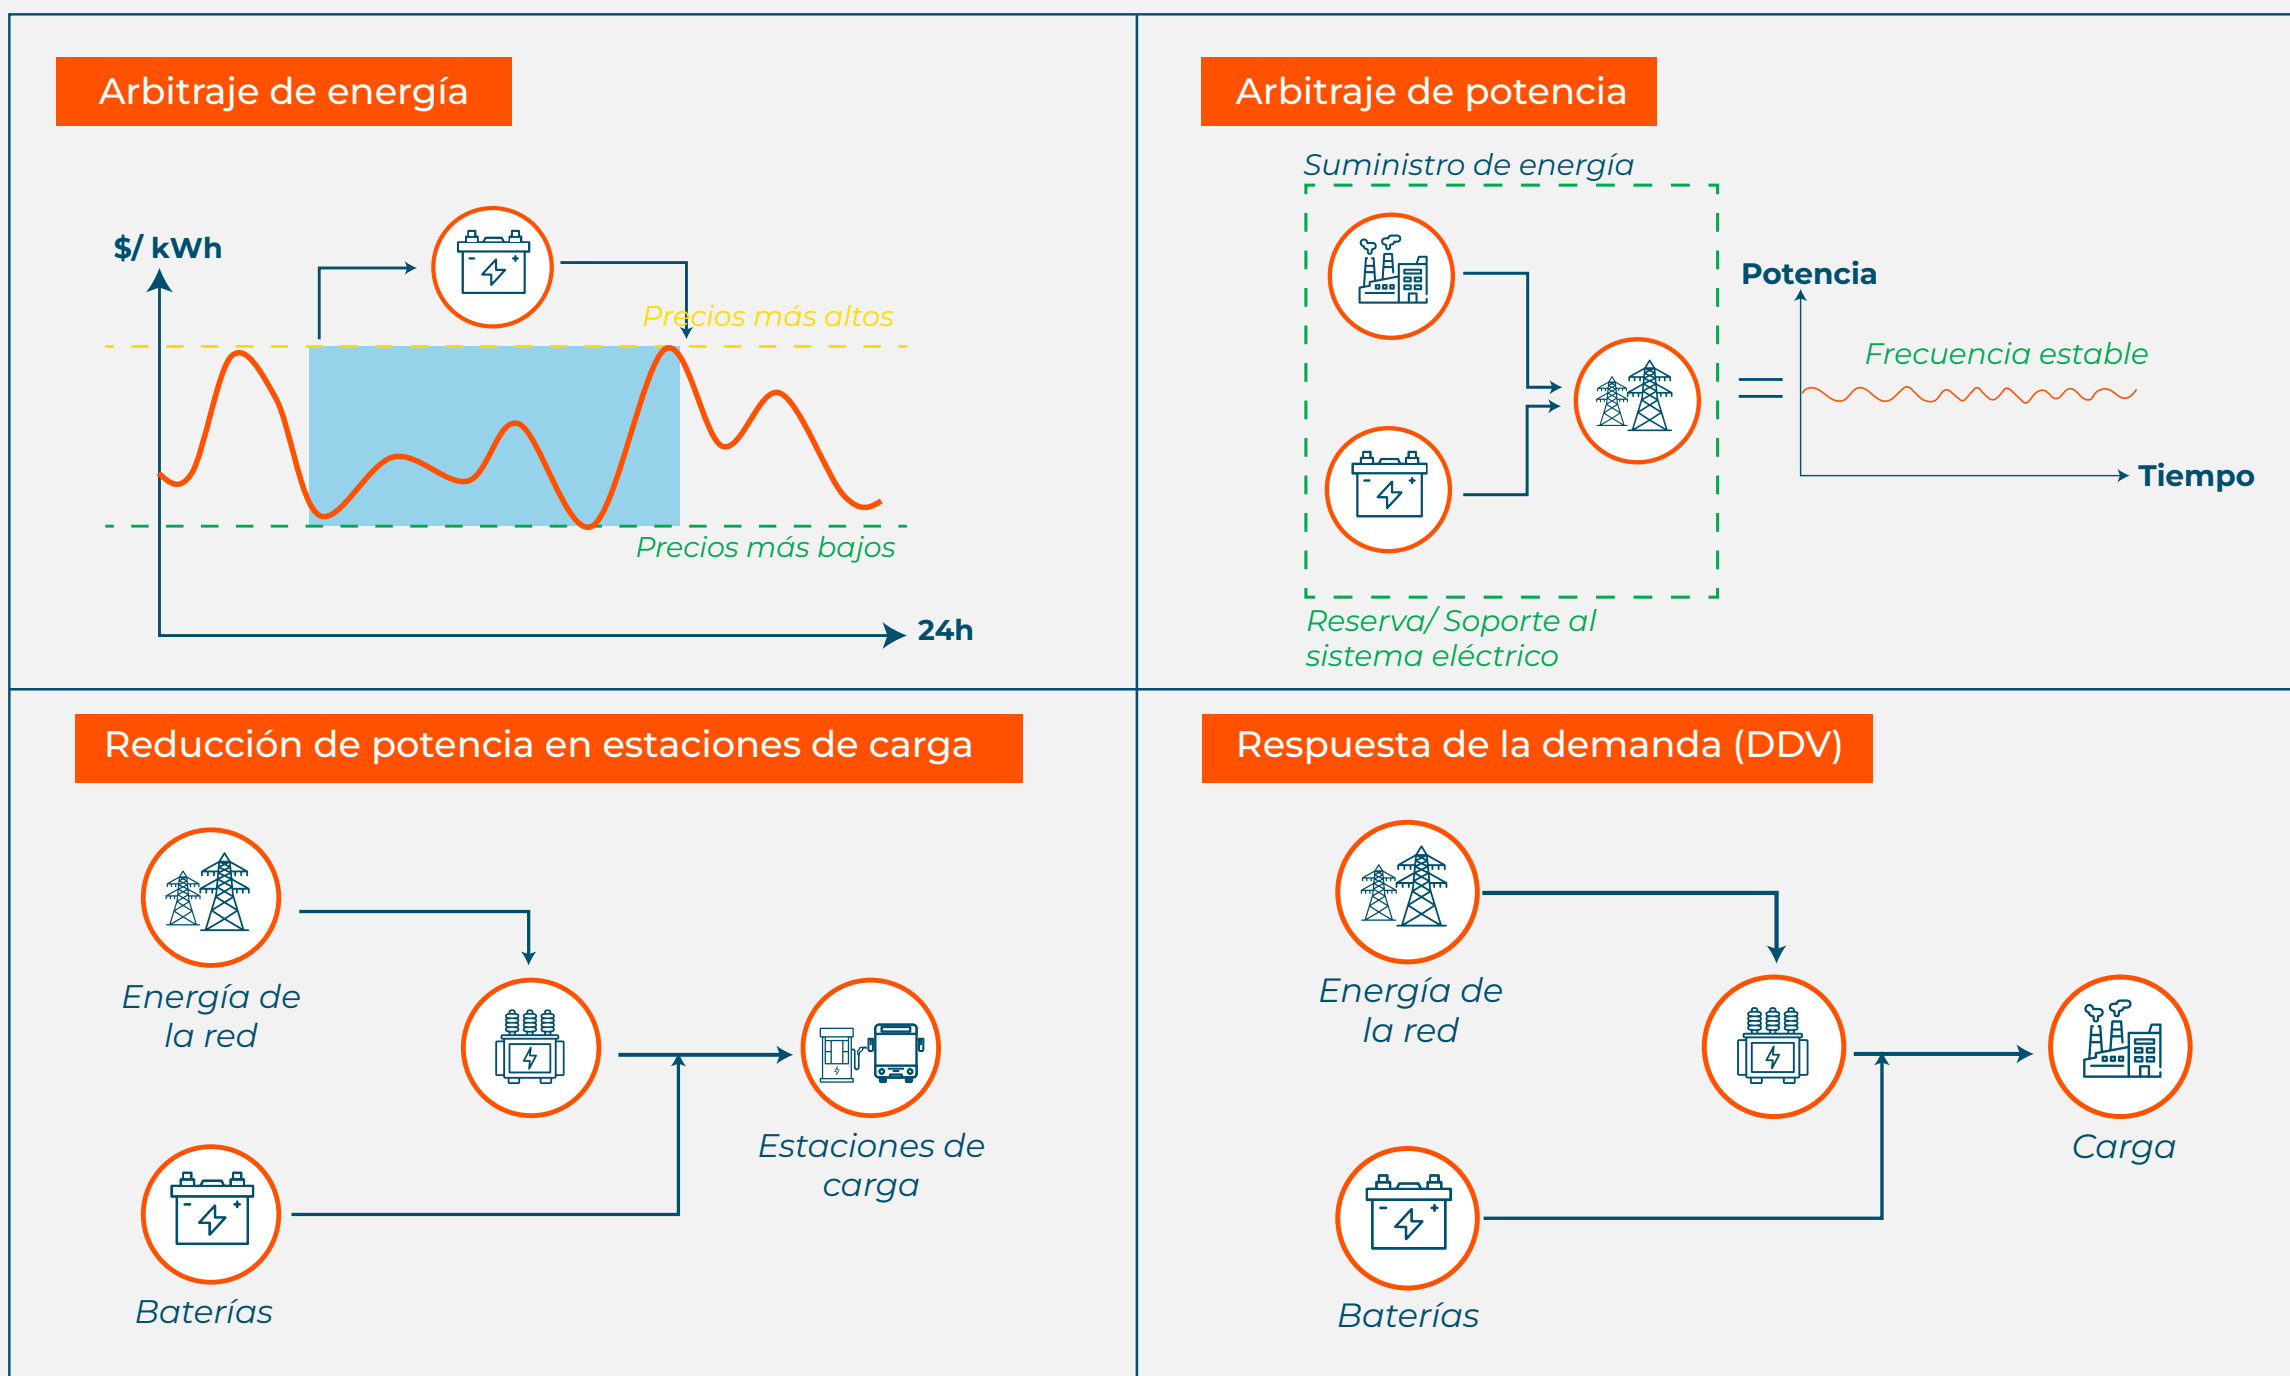 Arbitraje de energía
$/ kWh
Precios más altos
Precios más bajos
24h
Arbitraje de potencia
Suministro de energía
Potencia
Frecuencia estable
Tiempo
Reserva/ Soporte al
sistema eléctrico
Reducción de potencia en estaciones de carga
Energía de
la red
Estaciones de
carga
Baterías
Respuesta de la demanda (DDV)
Energía de
la red
Carga
Baterías